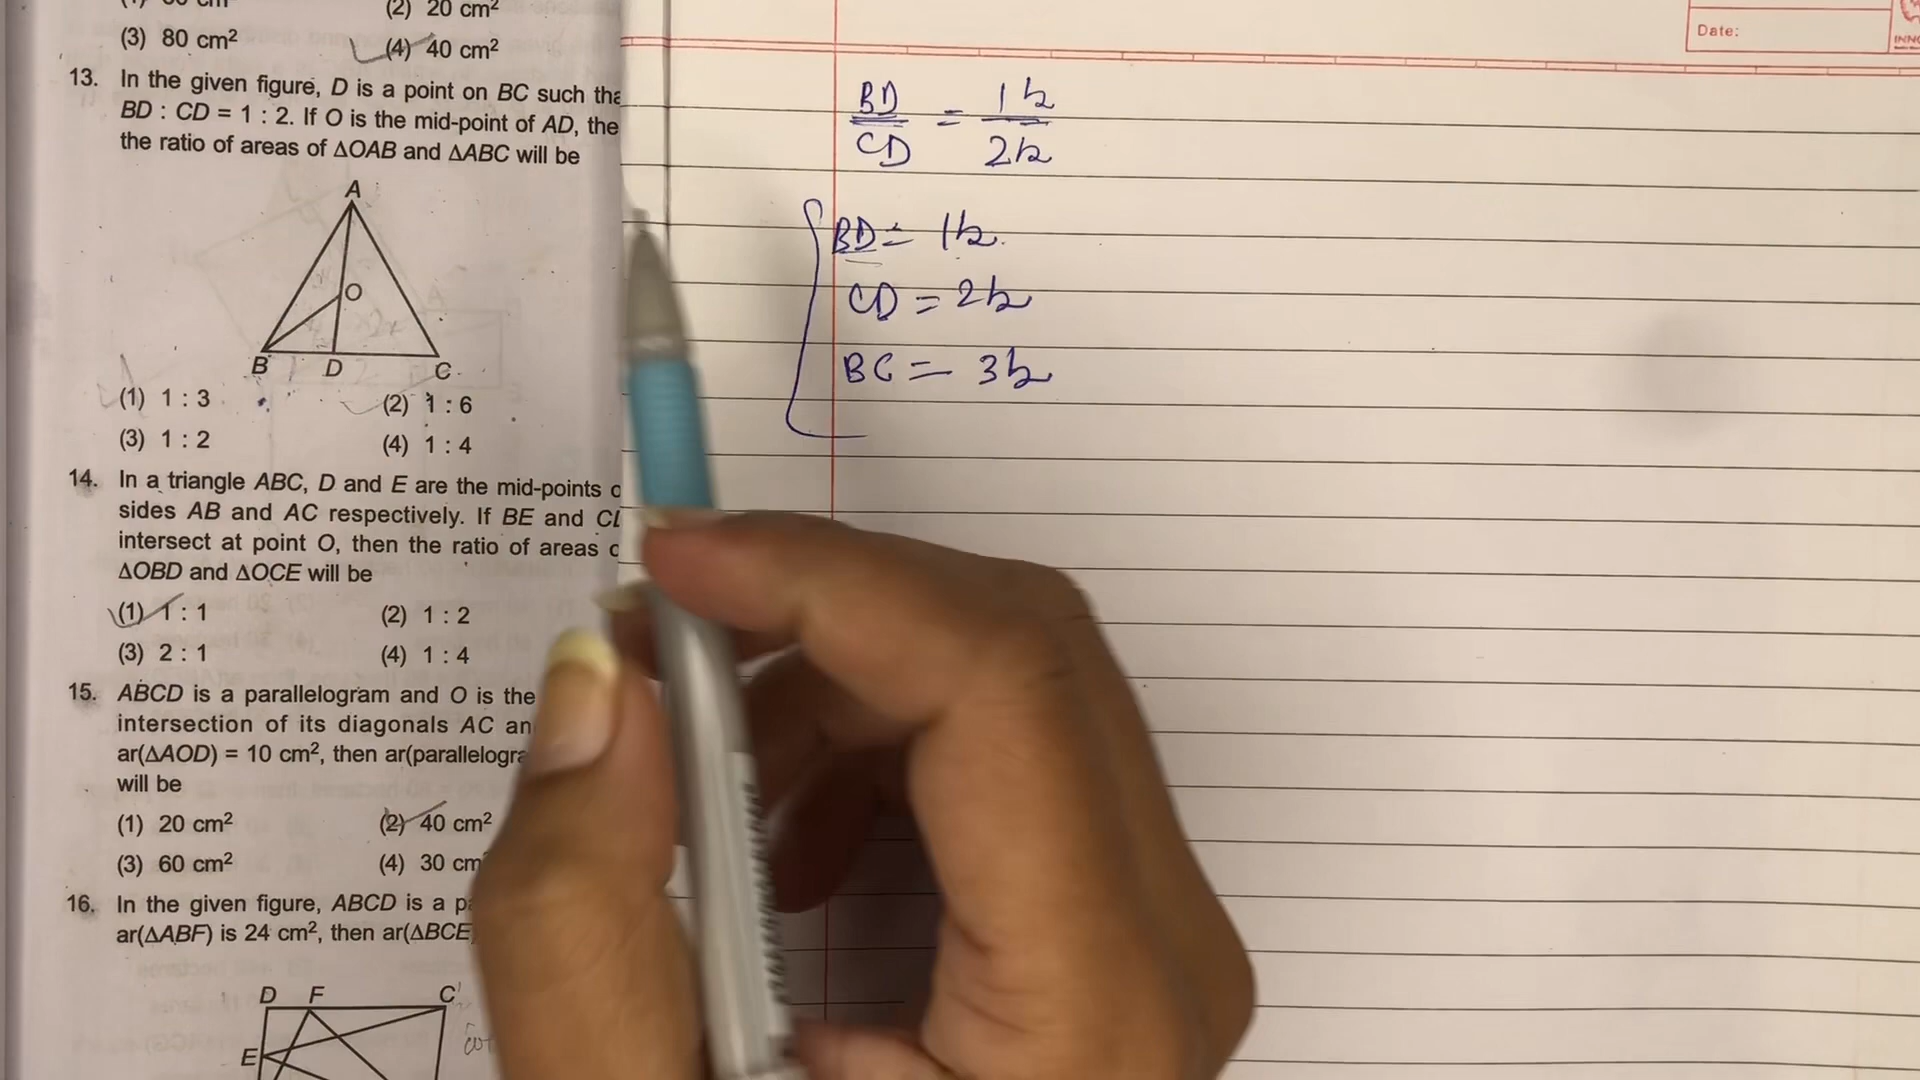 (2) 20 cm²
(3) 80 cm²
(4) 40 cm²
13. In the given figure, D is a point on BC such tha
BD : CD = 1 : 2. If O is the mid-point of AD, the
the ratio of areas of ΔOAB and ΔABC will be
A
O
B D C
(1) 1 : 3
(2) 1 : 6
(3) 1 : 2
(4) 1 : 4
14. In a triangle ABC, D and E are the mid-points
sides AB and AC respectively. If BE and
intersect at point O, then the ratio of areas
ΔOBD and ΔOCE will be
(1) 1 : 1
(2) 1 : 2
(3) 2 : 1
(4) 1 : 4
15. ABCD is a parallelogram and O is the
intersection of its diagonals AC an
ar(ΔAOD) = 10 cm², then ar(parallelogra
will be
(1) 20 cm²
(2) 40 cm²
(3) 60 cm²
(4) 30 cm
16. In the given figure, ABCD is a
ar(ΔABF) is 24 cm², then ar(ΔBCE
D F C
E
Date:
BD/CD = 1k/2k
BD = 1k.
CD = 2k
BC = 3k